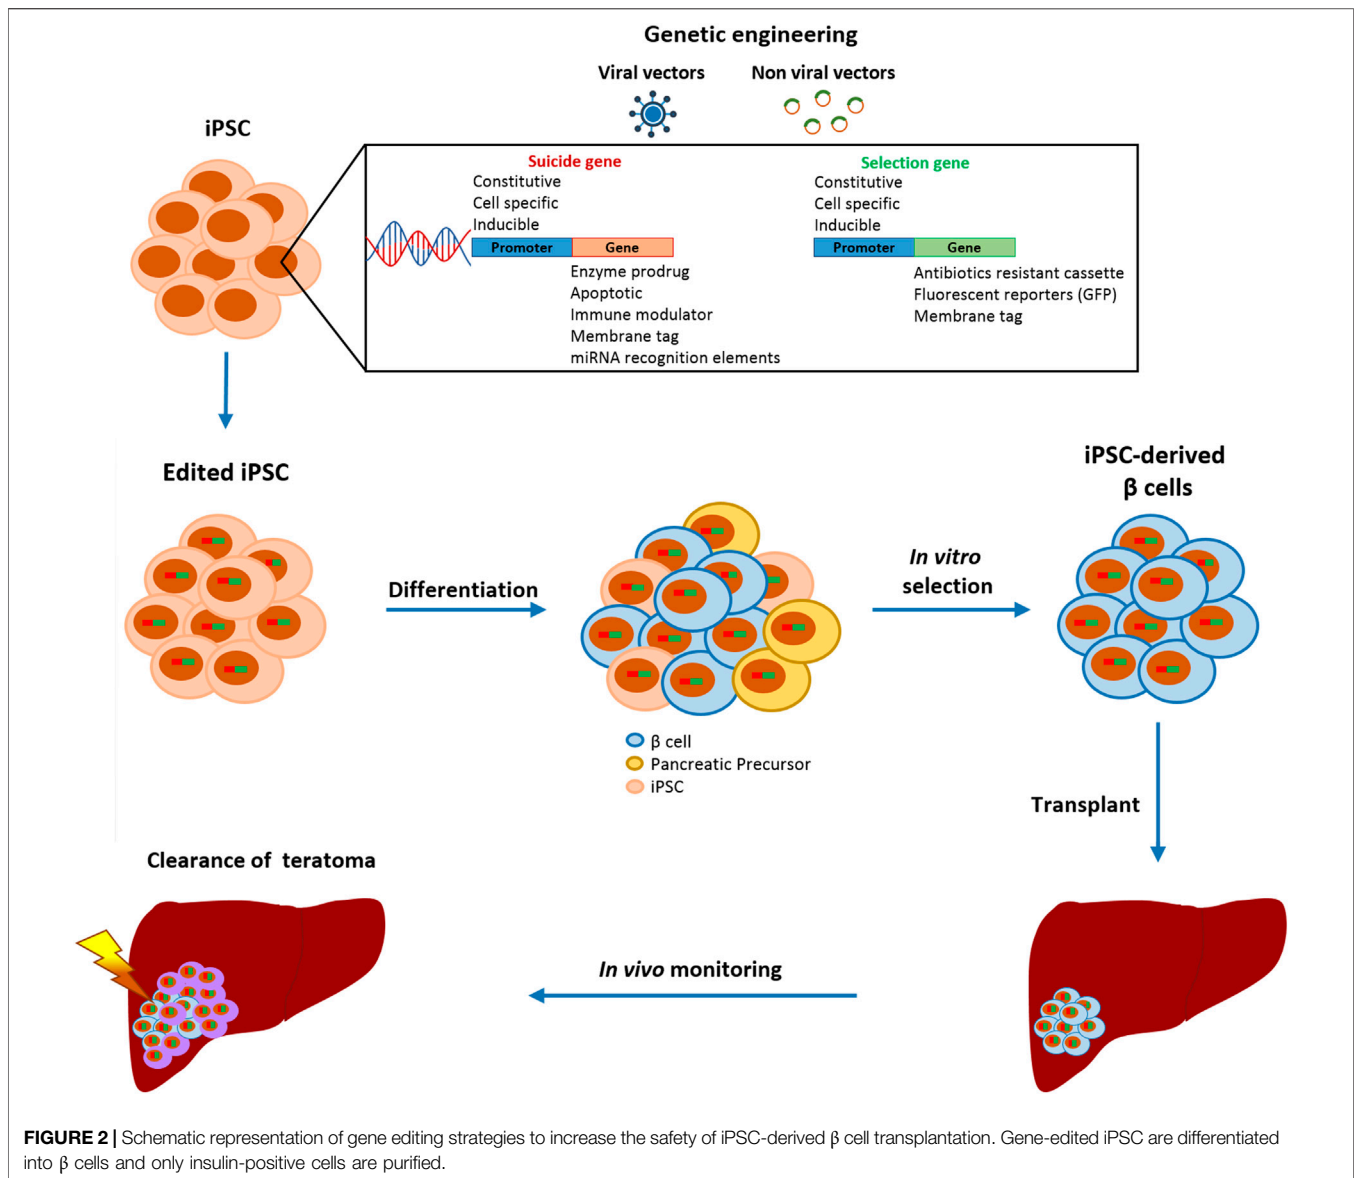 Genetic engineering
Viral vectors
Non viral vectors
iPSC
Suicide gene
Constitutive
Cell specific
Inducible
Promoter
Gene
Enzyme prodrug
Apoptotic
Immune modulator
Membrane tag
miRNA recognition elements
Selection gene
Constitutive
Cell specific
Inducible
Promoter
Gene
Antibiotics resistant cassette
Fluorescent reporters (GFP)
Membrane tag
Edited iPSC
Differentiation
β cell
Pancreatic Precursor
iPSC
In vitro
selection
iPSC-derived
β cells
Transplant
In vivo monitoring
Clearance of teratoma
FIGURE 2 | Schematic representation of gene editing strategies to increase the safety of iPSC-derived β cell transplantation. Gene-edited iPSC are differentiated
into β cells and only insulin-positive cells are purified.